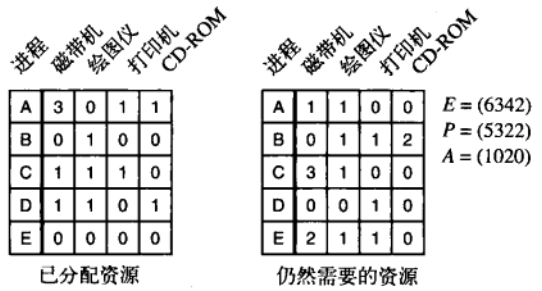 进程 磁带机 绘图仪 打印机 CD-ROM
A 3 0 1 1
B 0 1 0 0
C 1 1 1 0
D 1 1 0 1
E 0 0 0 0
已分配资源
进程 磁带机 绘图仪 打印机 CD-ROM
A 1 1 0 0
B 0 1 1 2
C 3 1 0 0
D 0 0 1 0
E 2 1 1 0
仍然需要的资源
E = (6342)
P = (5322)
A = (1020)